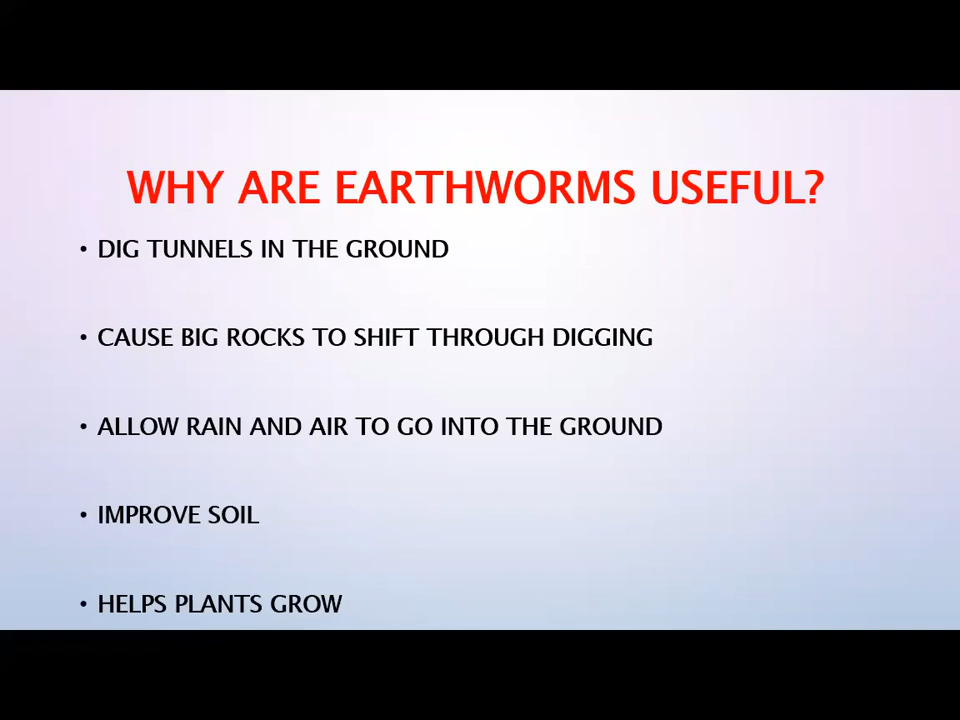 WHY ARE EARTHWORMS USEFUL?
• DIG TUNNELS IN THE GROUND
• CAUSE BIG ROCKS TO SHIFT THROUGH DIGGING
• ALLOW RAIN AND AIR TO GO INTO THE GROUND
• IMPROVE SOIL
• HELPS PLANTS GROW